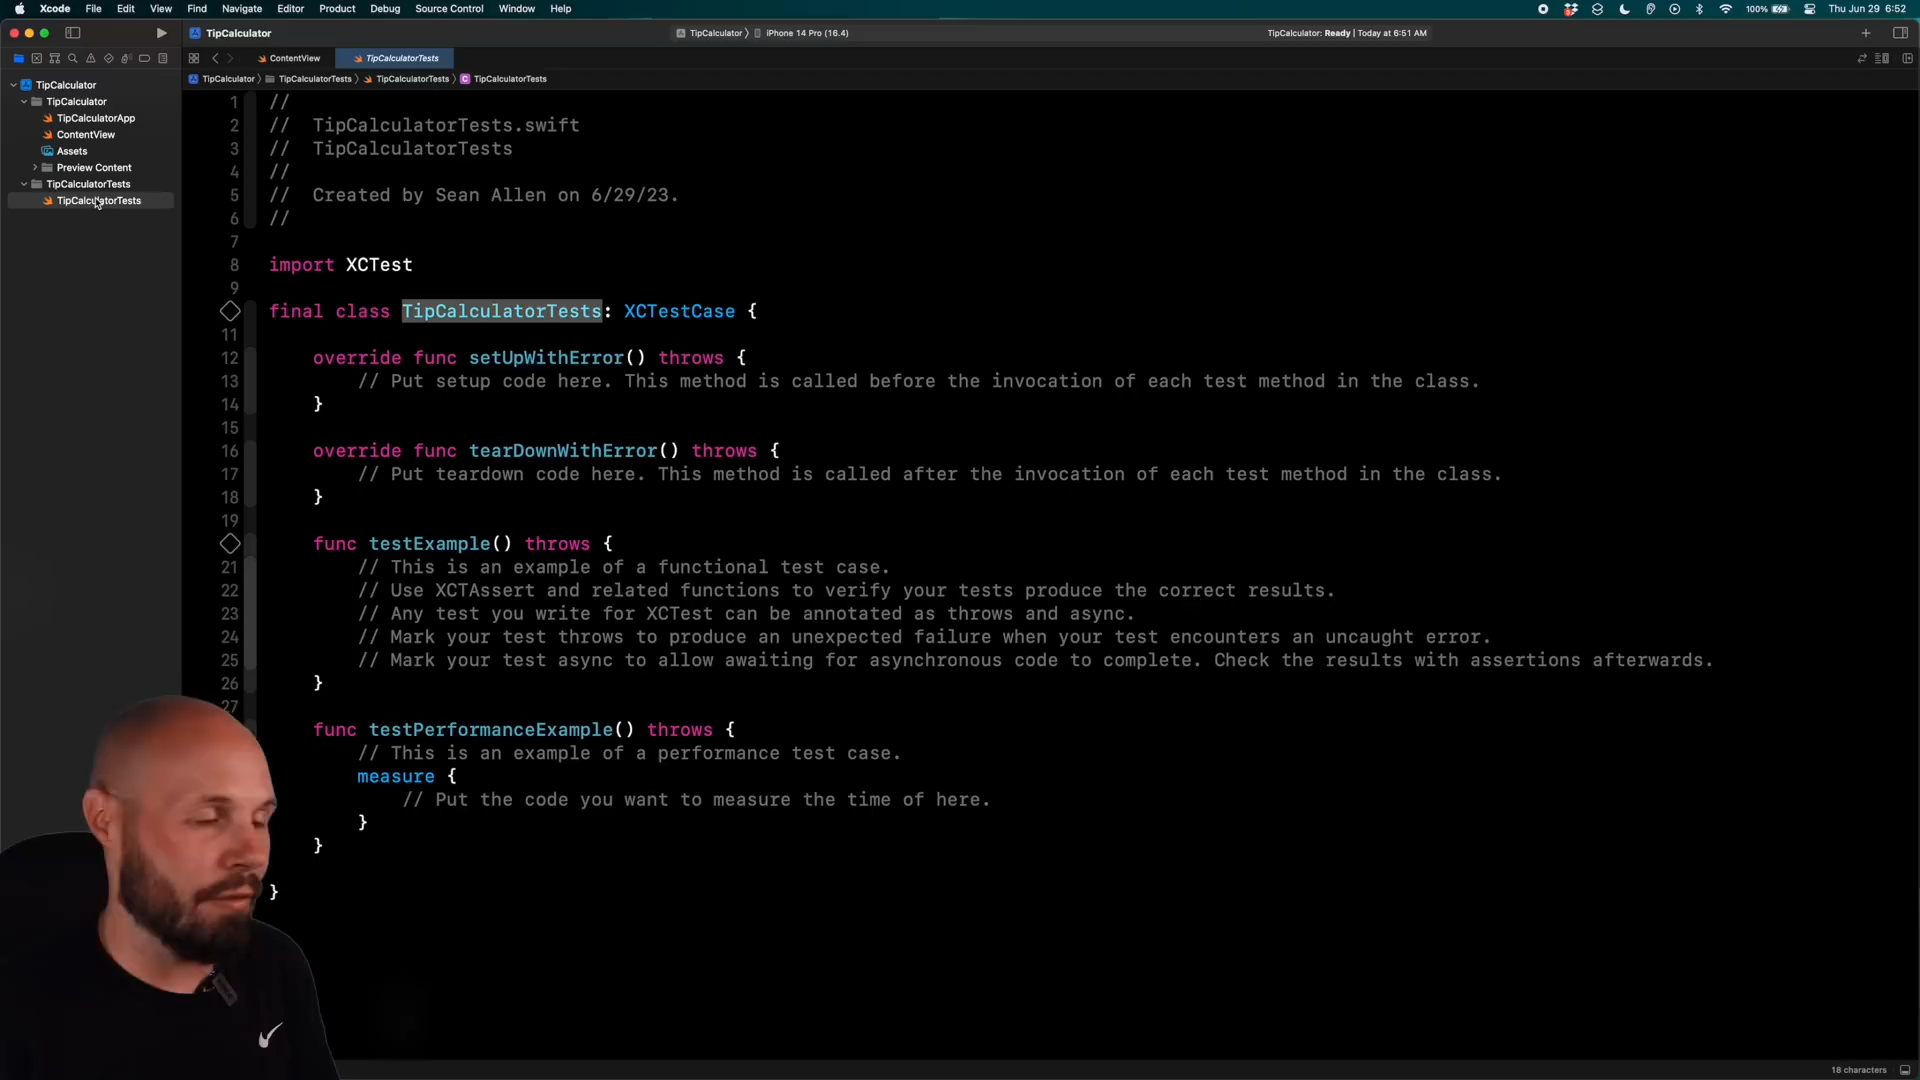 Xcode File Edit View Find Navigate Editor Product Debug Source Control Window Help 100% Thu Jun 29 6:52
TipCalculator TipCalculator iPhone 14 Pro (16.4) TipCalculator: Ready | Today at 6:51 AM
ContentView TipCalculatorTests
TipCalculator TipCalculatorTests TipCalculatorTests TipCalculatorTests
TipCalculator
TipCalculator
TipCalculatorApp
ContentView
Assets
Preview Content
TipCalculatorTests
TipCalculatorTests
1 //
2 // TipCalculatorTests.swift
3 // TipCalculatorTests
4 //
5 // Created by Sean Allen on 6/29/23.
6 //
7
8 import XCTest
9
final class TipCalculatorTests: XCTestCase {
11
12 override func setUpWithError() throws {
13 // Put setup code here. This method is called before the invocation of each test method in the class.
14 }
15
16 override func tearDownWithError() throws {
17 // Put teardown code here. This method is called after the invocation of each test method in the class.
18 }
19
func testExample() throws {
21 // This is an example of a functional test case.
22 // Use XCTAssert and related functions to verify your tests produce the correct results.
23 // Any test you write for XCTest can be annotated as throws and async.
24 // Mark your test throws to produce an unexpected failure when your test encounters an uncaught error.
25 // Mark your test async to allow awaiting for asynchronous code to complete. Check the results with assertions afterwards.
26 }
27
func testPerformanceExample() throws {
// This is an example of a performance test case.
measure {
// Put the code you want to measure the time of here.
}
}
}
18 characters